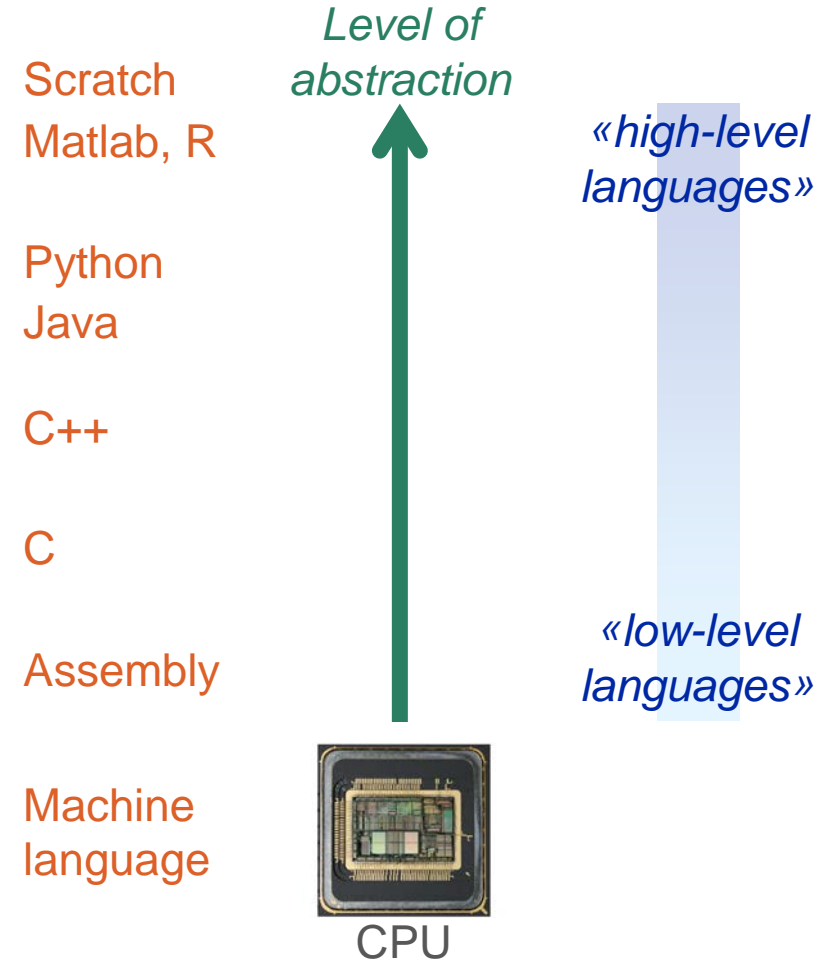 Level of
abstraction
Scratch
Matlab, R
Python
Java
C++
C
Assembly
Machine
language
«high-level
languages»
«low-level
languages»
CPU